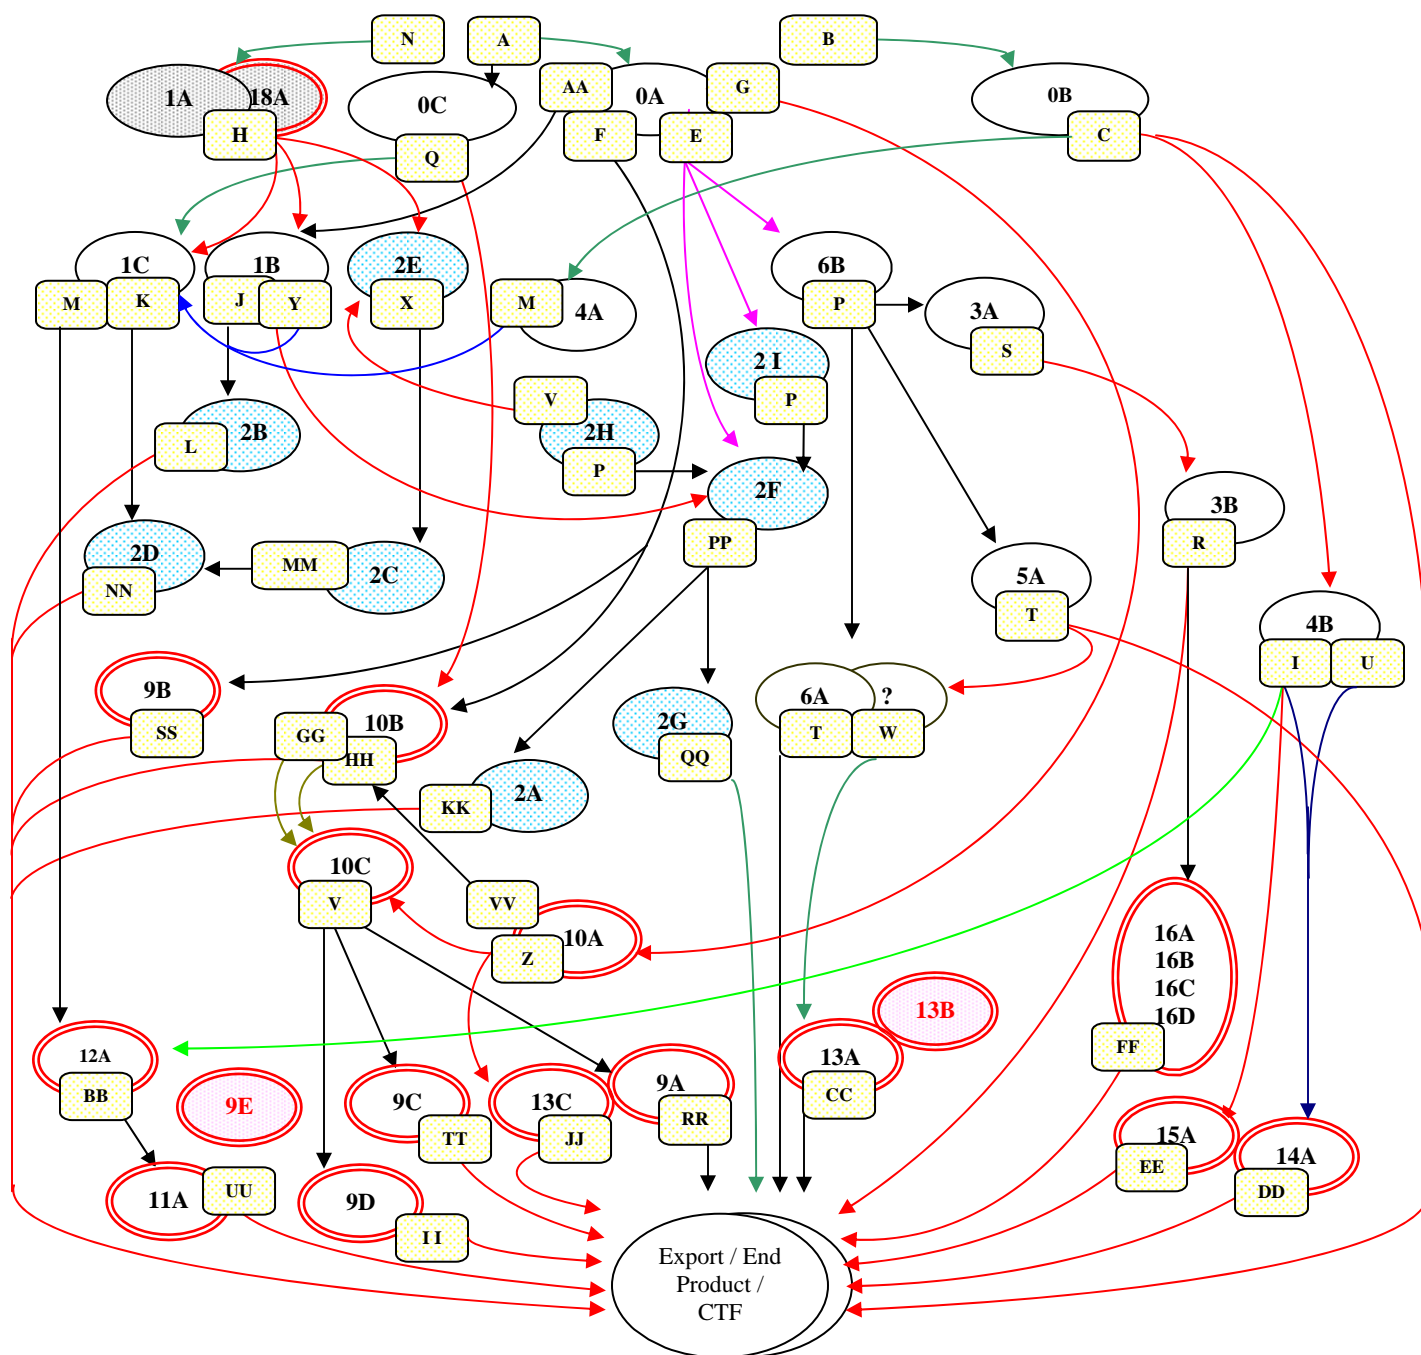 N
A
B
1A
18A
0C
AA
0A
G
0B
H
F
E
C
Q
1C
1B
2E
6B
M
K
J
Y
X
M
4A
P
3A
S
2 I
V
P
L
2B
2H
P
2F
3B
PP
R
2D
MM
2C
NN
5A
T
4B
I
U
9B
SS
10B
GG
HH
2G
QQ
6A
?
T
W
KK
2A
10C
V
VV
10A
Z
16A
16B
16C
16D
FF
13B
12A
BB
13A
CC
9E
9C
TT
13C
JJ
9A
RR
15A
EE
14A
DD
11A
UU
9D
I I
Export / End
Product /
CTF